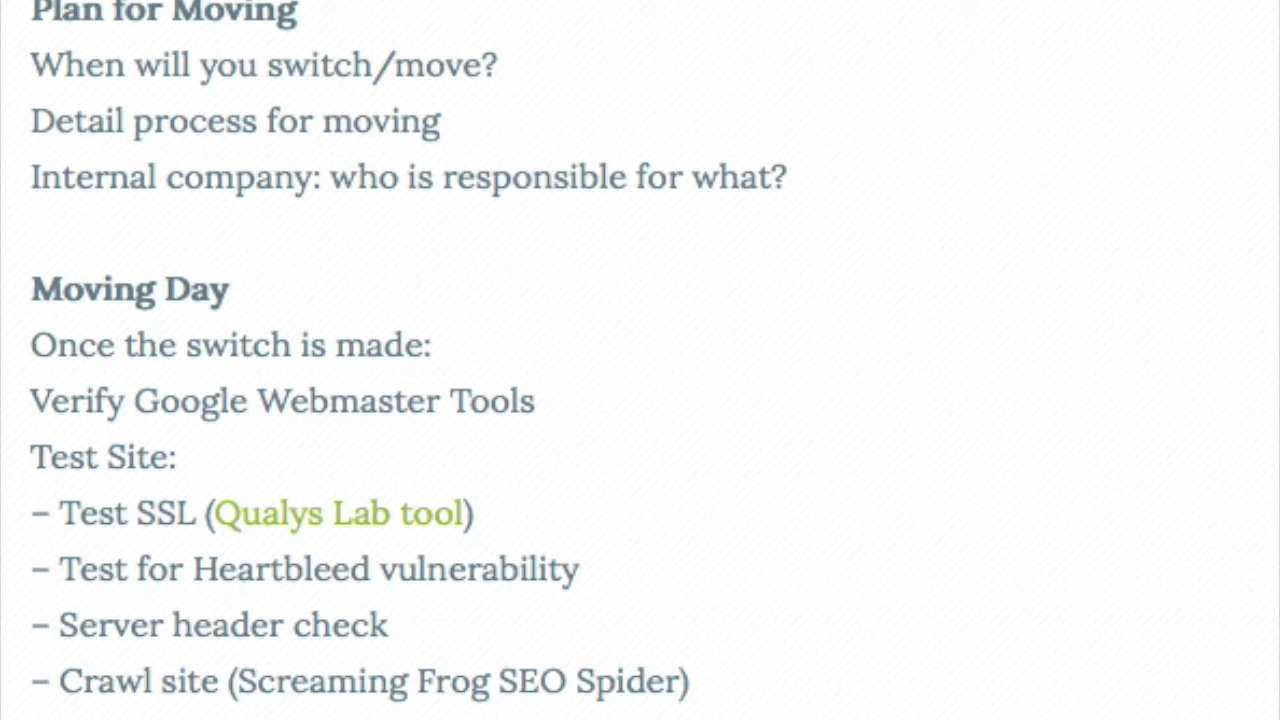 Plan for Moving
When will you switch/move?
Detail process for moving
Internal company: who is responsible for what?
Moving Day
Once the switch is made:
Verify Google Webmaster Tools
Test Site:
– Test SSL (Qualys Lab tool)
– Test for Heartbleed vulnerability
– Server header check
– Crawl site (Screaming Frog SEO Spider)